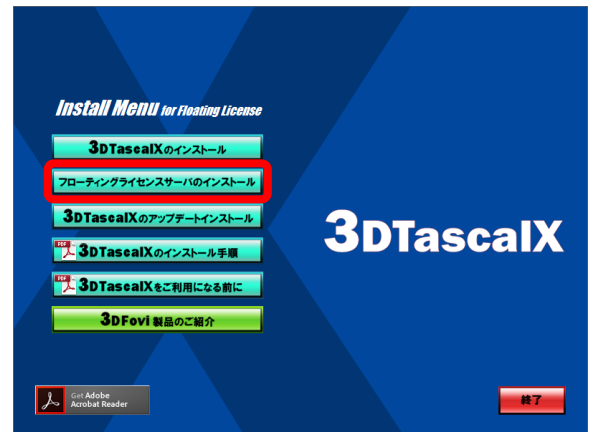 Install Menu for Floating License
3DTascalXのインストール
フローティングライセンスサーバのインストール
3DTascalXのアップデートインストール
PDF 3DTascalXのインストール手順
PDF 3DTascalXをご利用になる前に
3DFovi 製品のご紹介
3DTascalX
Get Adobe
Acrobat Reader
終了